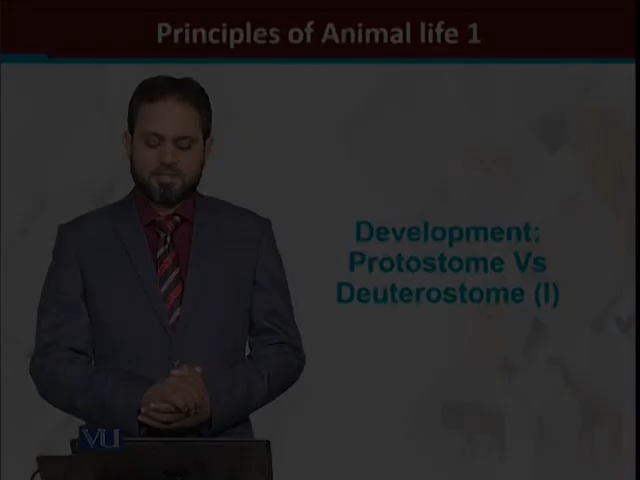 Principles of Animal life 1
Development:
Protostome Vs
Deuterostome (I)
VU